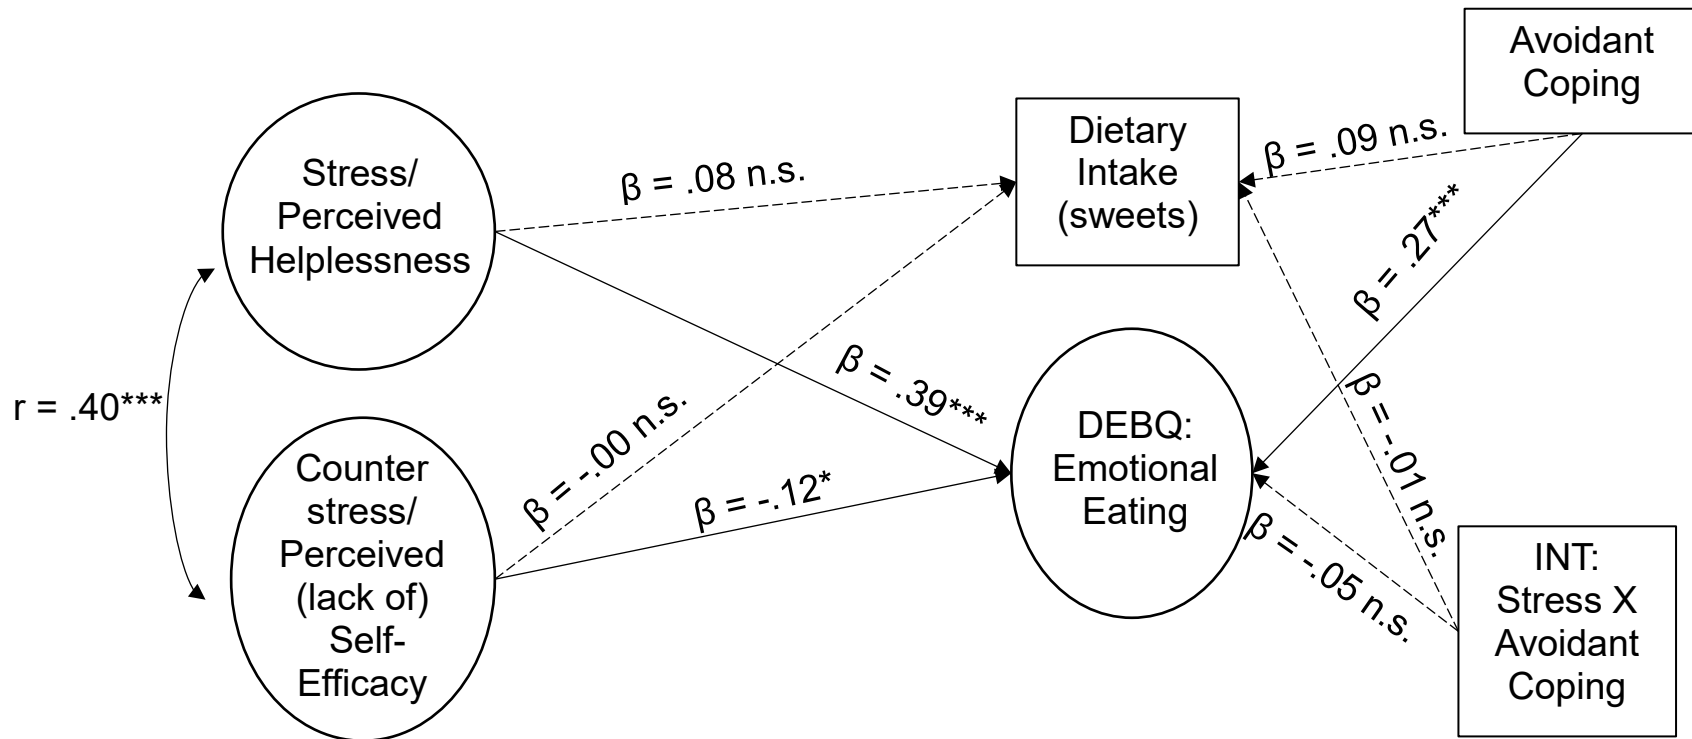 Avoidant
Coping
Dietary
Intake
(sweets)
β = .09 n.s.
Stress/
Perceived
Helplessness
β = .08 n.s.
β = .27***
r = .40***
β = .39***
β = -.00 n.s.
β = -.12*
DEBQ:
Emotional
Eating
β = -.01 n.s.
β = -.05 n.s.
Counter
stress/
Perceived
(lack of)
Self-
Efficacy
INT:
Stress X
Avoidant
Coping